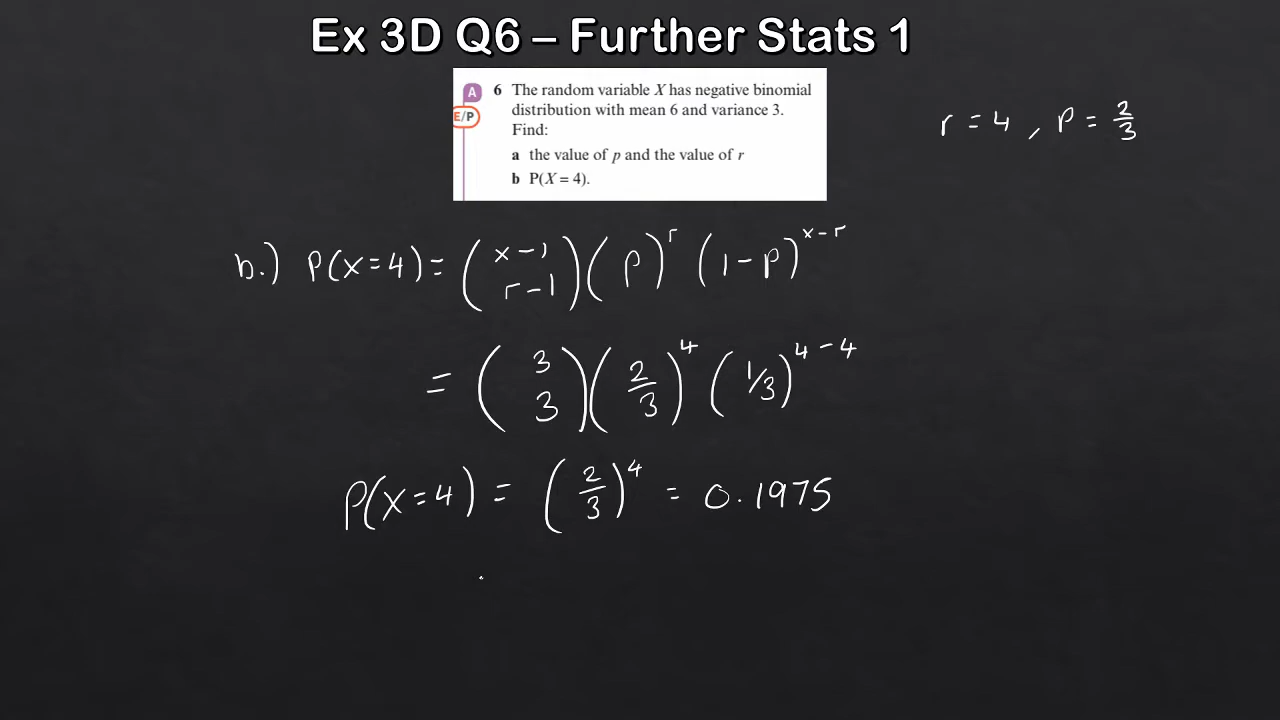 Ex 3D Q6 – Further Stats 1
A
E/P
6 The random variable X has negative binomial
distribution with mean 6 and variance 3.
Find:
a the value of p and the value of r
b P(X = 4).
r = 4 , P = 2/3
b.) P(x=4) = (x-1 r-1)(P)^r (1-P)^x-r
= (3 3)(2/3)^4 (1/3)^4-4
P(x=4) = (2/3)^4 = 0.1975